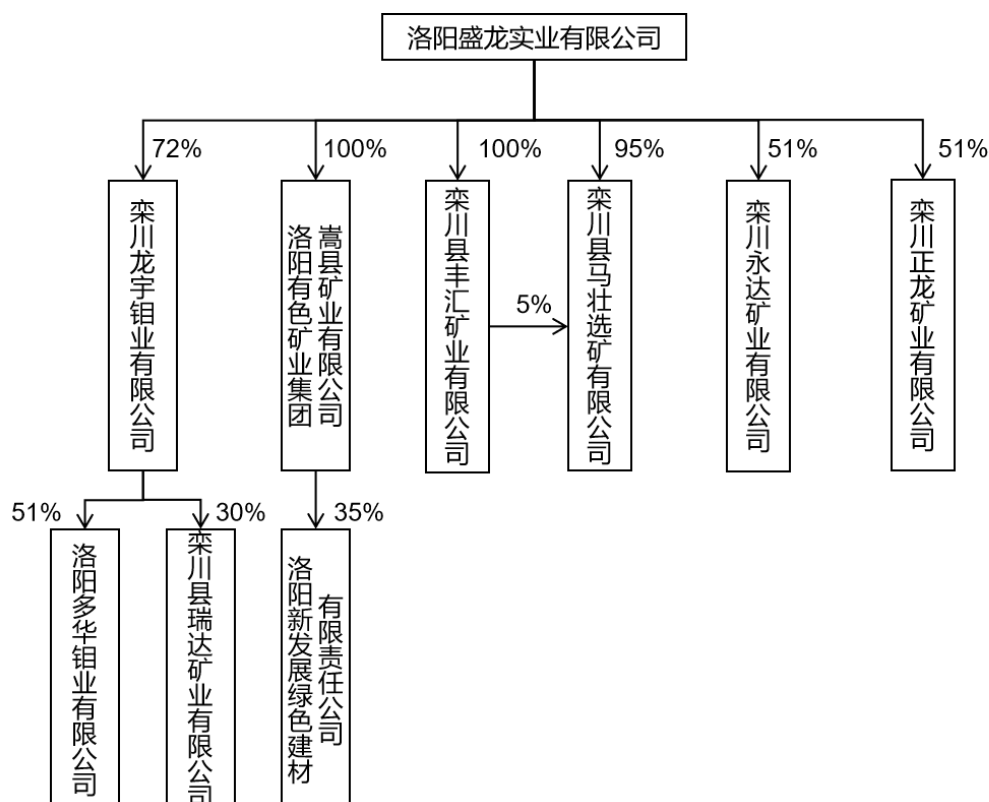 洛阳盛龙实业有限公司
72%
100%
100%
95%
51%
51%
栾川龙宇钼业有限公司
洛阳有色矿业集团
嵩县矿业有限公司
栾川县丰汇矿业有限公司
5%
栾川县马壮选矿有限公司
栾川永达矿业有限公司
栾川正龙矿业有限公司
51%
30%
35%
洛阳多华钼业有限公司
栾川县瑞达矿业有限公司
洛阳新发展绿色建材
有限责任公司